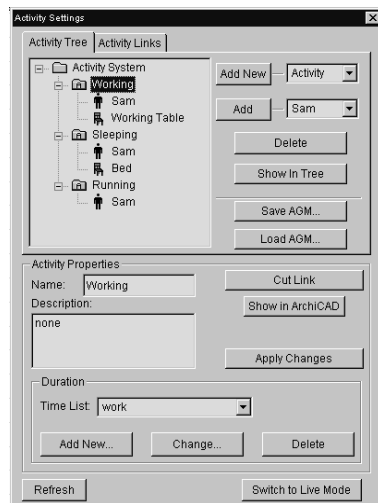 Activity Settings
Activity Tree Activity Links
Activity System
Working
Sam
Working Table
Sleeping
Sam
Bed
Running
Sam
Add New Activity
Add Sam
Delete
Show In Tree
Save AGM...
Load AGM...
Activity Properties
Name: Working
Description:
none
Cut Link
Show in ArchiCAD
Apply Changes
Duration
Time List: work
Add New... Change... Delete
Refresh Switch to Live Mode